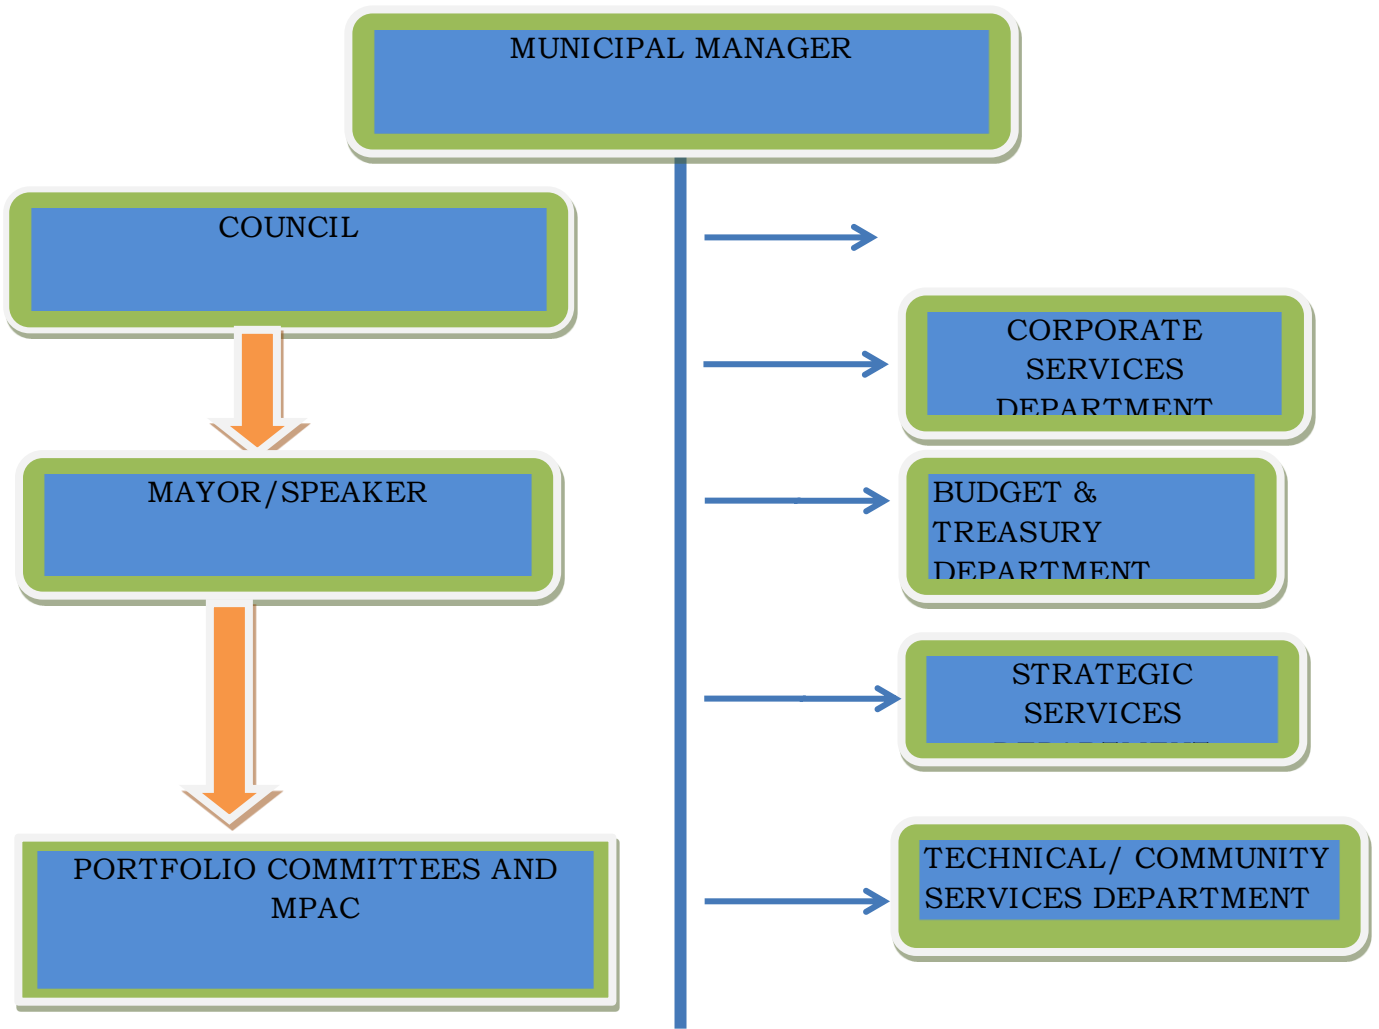 MUNICIPAL MANAGER
COUNCIL
MAYOR/SPEAKER
PORTFOLIO COMMITTEES AND
MPAC
CORPORATE
SERVICES
DEPARTMENT
BUDGET &
TREASURY
DEPARTMENT
STRATEGIC
SERVICES
TECHNICAL/ COMMUNITY
SERVICES DEPARTMENT